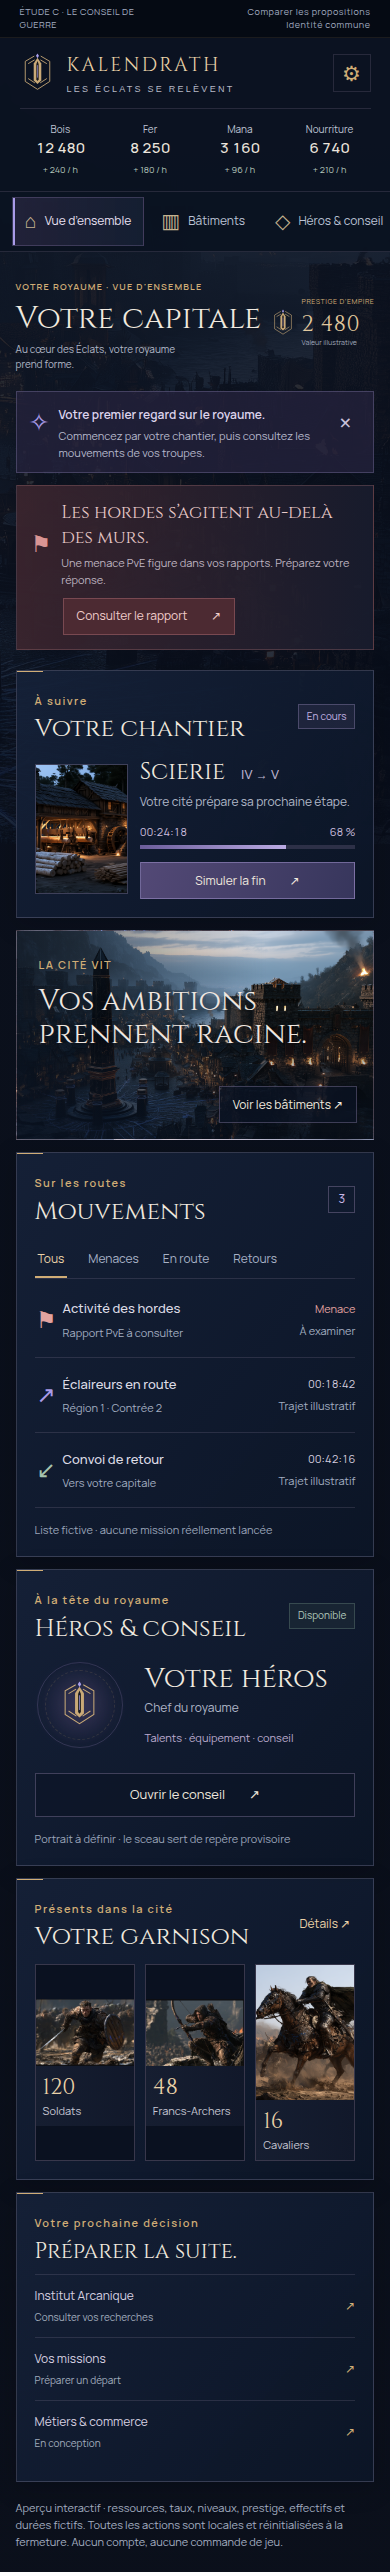 ÉTUDE C · LE CONSEIL DE GUERRE
Comparer les propositions
Identité commune
KALENDRATH
LES ÉCLATS SE RELÈVENT
Bois
Fer
Mana
Nourriture
12 480
8 250
3 160
6 740
+ 240 / h
+ 180 / h
+ 96 / h
+ 210 / h
Vue d'ensemble
Bâtiments
Héros & conseil
VOTRE ROYAUME · VUE D'ENSEMBLE
VOTRE CAPITALE
Au cœur des Éclats, votre royaume
prend forme.
PRESTIGE D'EMPIRE
2 480
Valeur illustrative
Votre premier regard sur le royaume.
Commencez par votre chantier, puis consultez les
mouvements de vos troupes.
LES HORDES S'AGITENT AU-DELÀ
DES MURS.
Une menace PvE figure dans vos rapports. Préparez votre
réponse.
Consulter le rapport ↗
À suivre
VOTRE CHANTIER
En cours
SCIERIE IV → V
Votre cité prépare sa prochaine étape.
00:24:18 68 %
Simuler la fin ↗
LA CITÉ VIT
VOS AMBITIONS
PRENNENT RACINE.
Voir les bâtiments ↗
Sur les routes
MOUVEMENTS
3
Tous Menaces En route Retours
Activité des hordes
Menace
Rapport PvE à consulter
À examiner
Éclaireurs en route
00:18:42
Région 1 · Contrée 2
Trajet illustratif
Convoi de retour
00:42:16
Vers votre capitale
Trajet illustratif
Liste fictive · aucune mission réellement lancée
À la tête du royaume
HÉROS & CONSEIL
Disponible
VOTRE HÉROS
Chef du royaume
Talents · équipement · conseil
Ouvrir le conseil ↗
Portrait à définir · le sceau sert de repère provisoire
Présents dans la cité
VOTRE GARNISON
Détails ↗
120
Soldats
48
Francs-Archers
16
Cavaliers
Votre prochaine décision
PRÉPARER LA SUITE.
Institut Arcanique
Consulter vos recherches
↗
Vos missions
Préparer un départ
↗
Métiers & commerce
En conception
↗
Aperçu interactif · ressources, taux, niveaux, prestige, effectifs et
durées fictifs. Toutes les actions sont locales et réinitialisées à la
fermeture. Aucun compte, aucune commande de jeu.